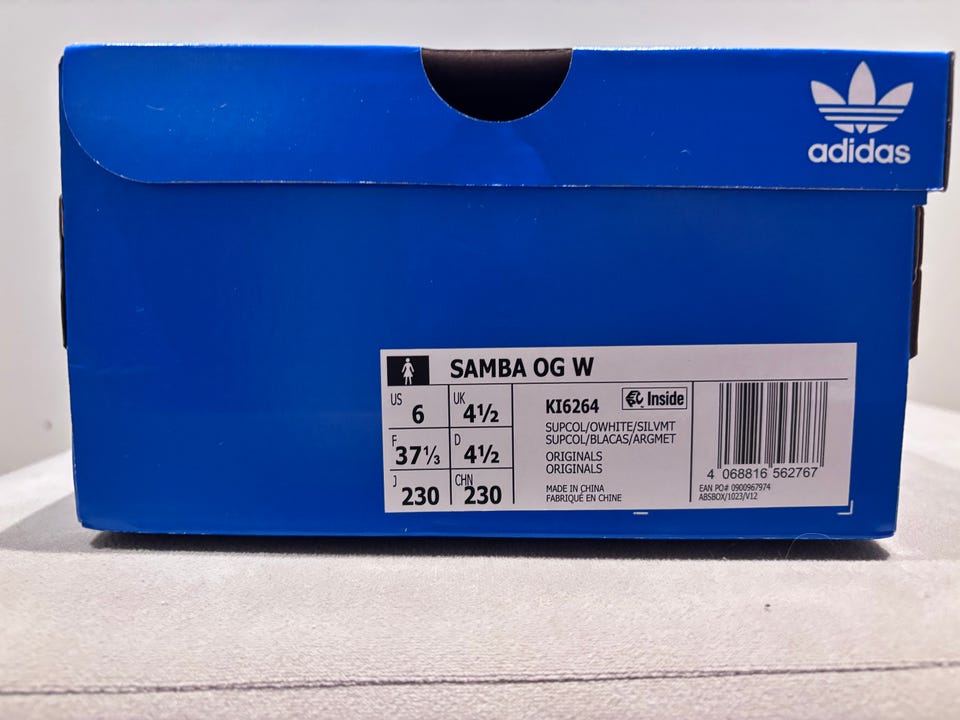 adidas
SAMBA OG W
US 6
UK 4½
F 37⅓
D 4½
J 230
CHN 230
KI6264
Inside
SUPCOL/OWHITE/SILVMT
SUPCOL/BLACAS/ARGMET
ORIGINALS
ORIGINALS
MADE IN CHINA
FABRIQUÉ EN CHINE
4 068816 562767
EAN PO# 0900967974
ABSBOX/1023/V12